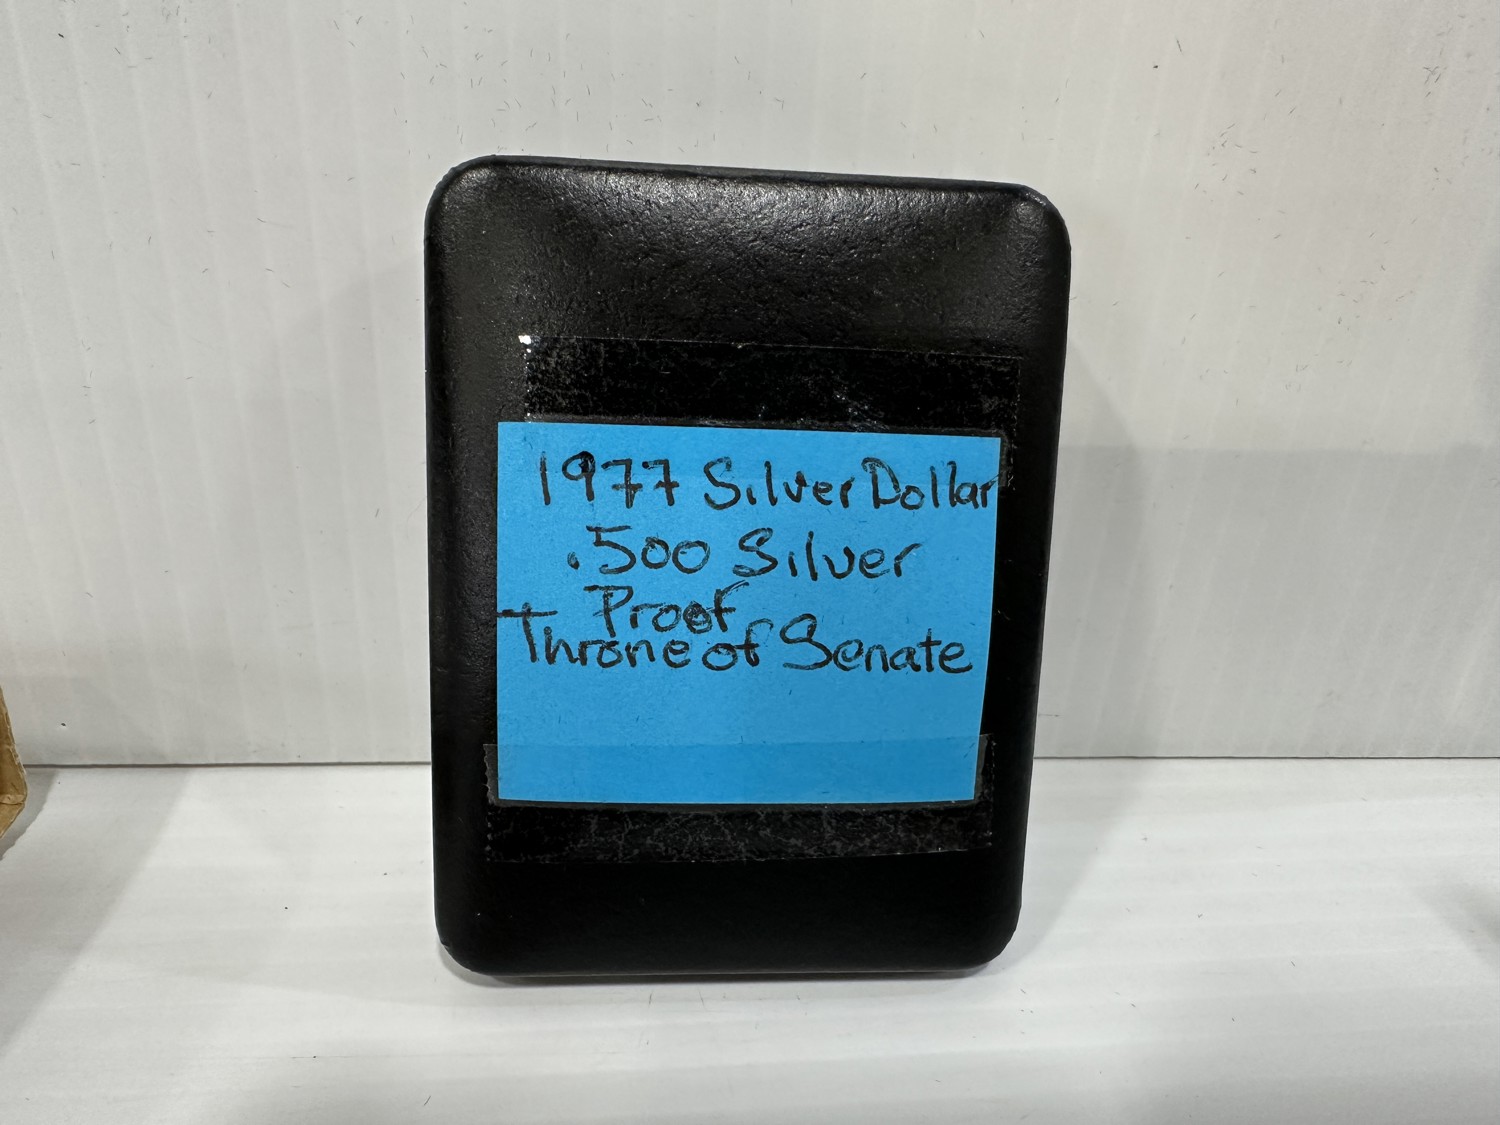 1977 Silver Dollar
.500 Silver
Proof
Throne of Senate